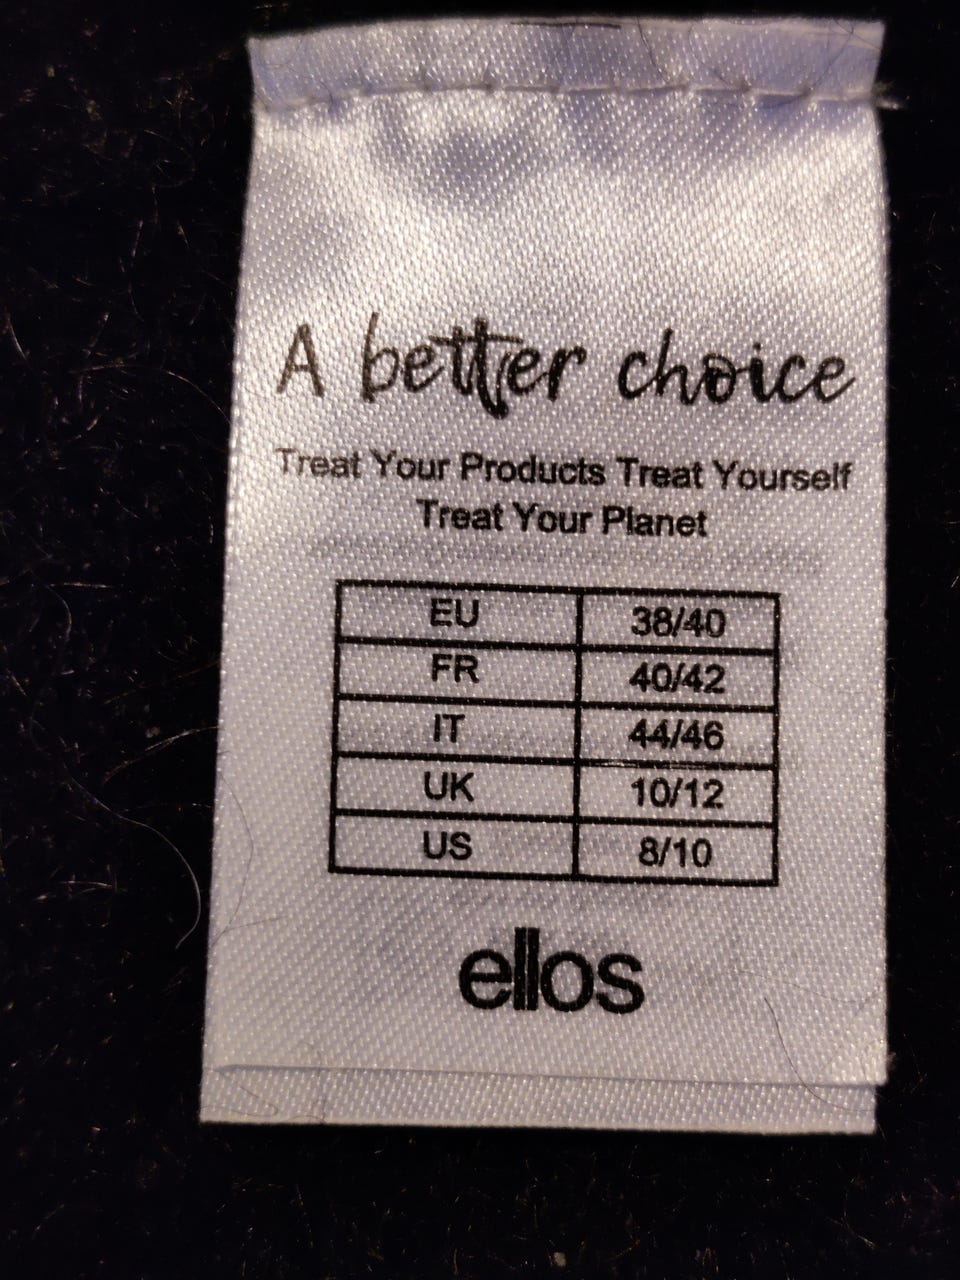 A better choice
Treat Your Products Treat Yourself
Treat Your Planet
EU 38/40
FR 40/42
IT 44/46
UK 10/12
US 8/10
ellos